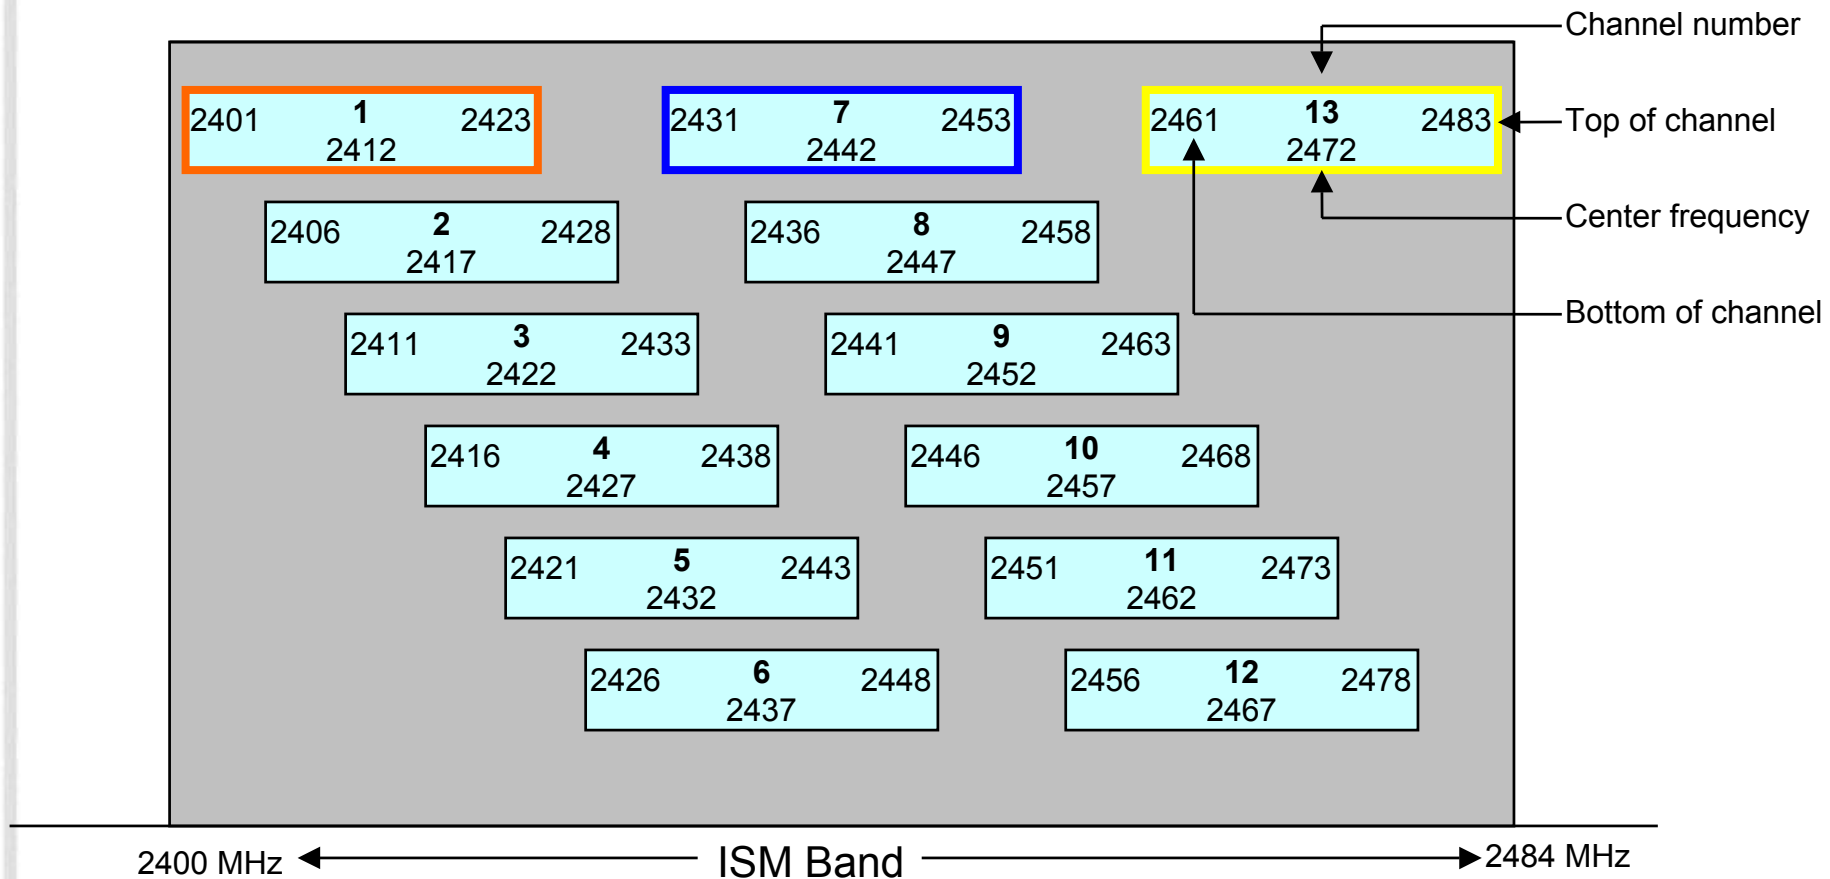 Channel number
2401 1 2423
2412
2431 7 2453
2442
2461 13 2483
2472
Top of channel
2406 2 2428
2417
2436 8 2458
2447
Center frequency
2411 3 2433
2422
2441 9 2463
2452
Bottom of channel
2416 4 2438
2427
2446 10 2468
2457
2421 5 2443
2432
2451 11 2473
2462
2426 6 2448
2437
2456 12 2478
2467
2400 MHz ISM Band 2484 MHz